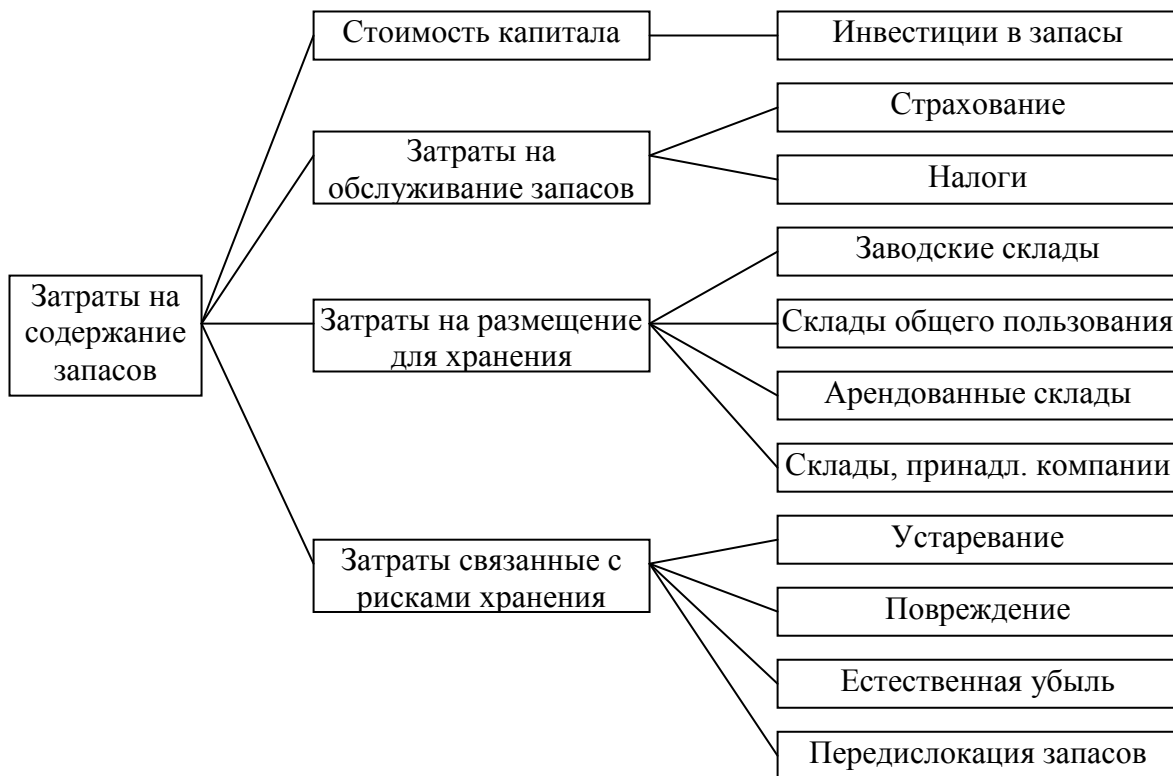 Стоимость капитала
Инвестиции в запасы
Страхование
Затраты на
обслуживание запасов
Налоги
Заводские склады
Затраты на
содержание
запасов
Затраты на размещение
для хранения
Склады общего пользования
Арендованные склады
Склады, принадл. компании
Устаревание
Затраты связанные с
рисками хранения
Повреждение
Естественная убыль
Передислокация запасов